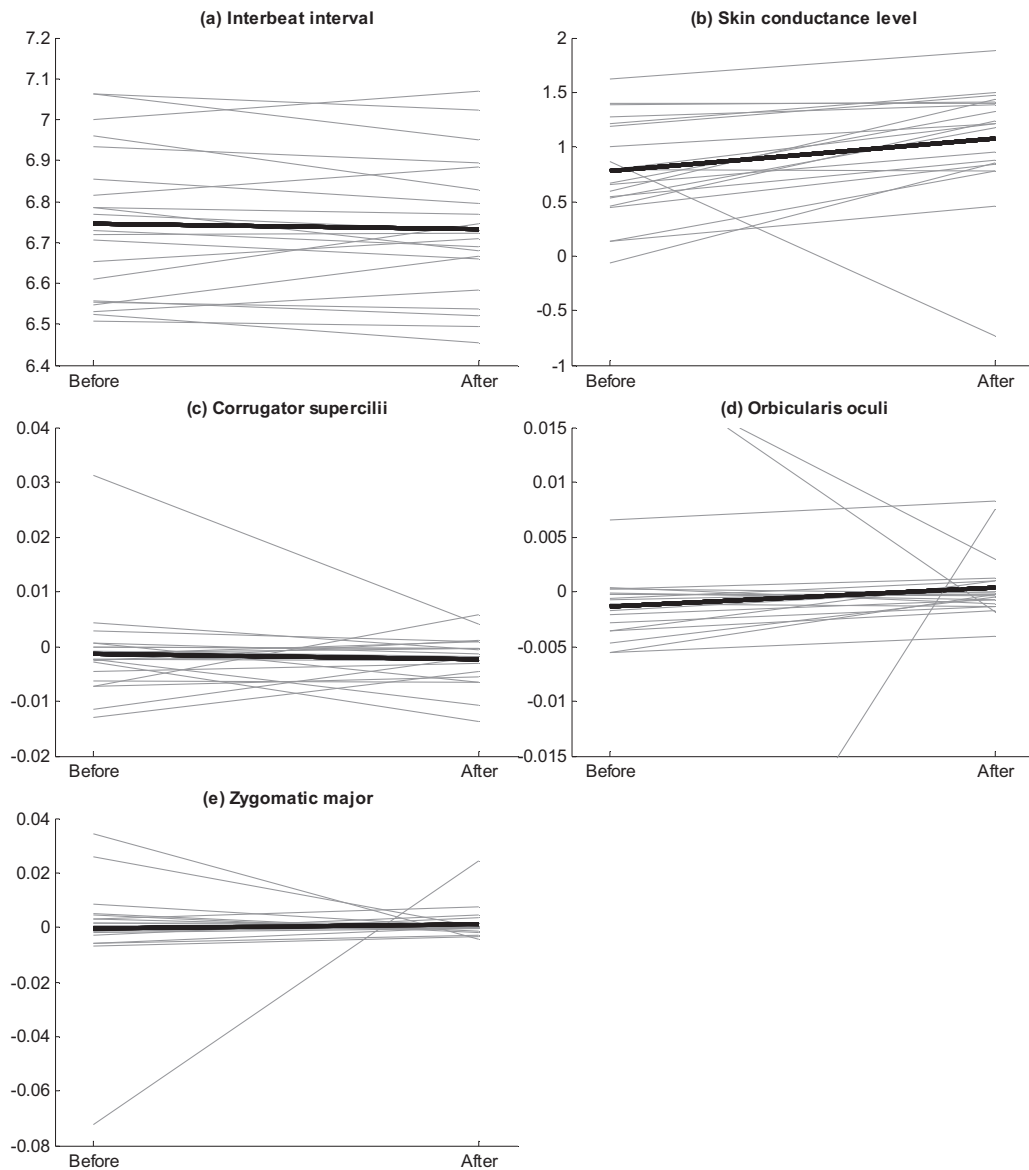 (a) Interbeat interval
7.2
7.1
7
6.9
6.8
6.7
6.6
6.5
6.4
Before
After
(b) Skin conductance level
2
1.5
1
0.5
0
-0.5
-1
Before
After
(c) Corrugator supercilii
0.04
0.03
0.02
0.01
0
-0.01
-0.02
Before
After
(d) Orbicularis oculi
0.015
0.01
0.005
0
-0.005
-0.01
-0.015
Before
After
(e) Zygomatic major
0.04
0.02
0
-0.02
-0.04
-0.06
-0.08
Before
After